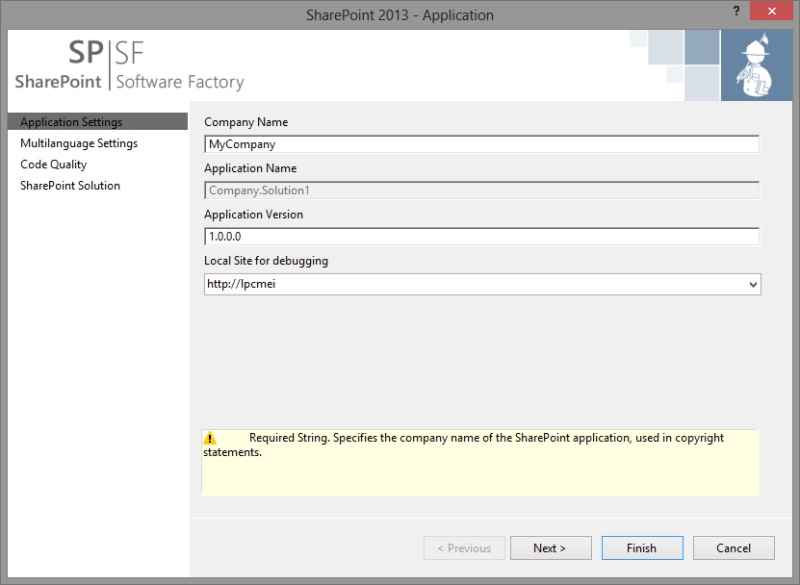 SharePoint 2013 - Application
?
SP|SF
SharePoint | Software Factory
Application Settings
Multilanguage Settings
Code Quality
SharePoint Solution
Company Name
MyCompany
Application Name
Company.Solution1
Application Version
1.0.0.0
Local Site for debugging
http://lpcmei
Required String. Specifies the company name of the SharePoint application, used in copyright
statements.
< Previous
Next >
Finish
Cancel